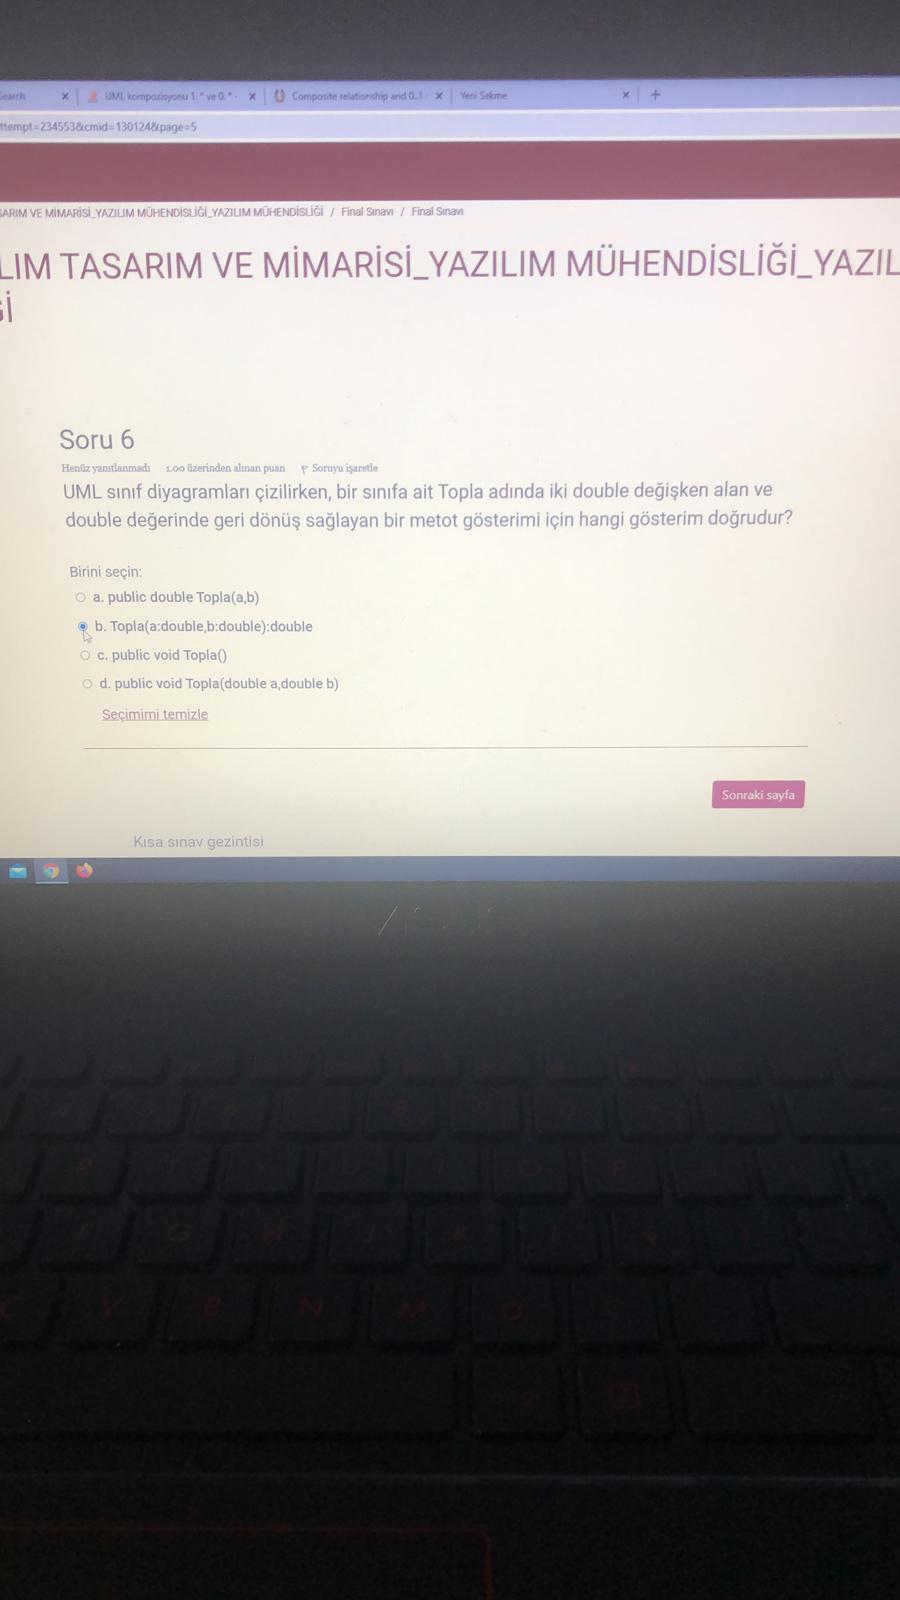 Search
UML kompozisyonu 1.* ve 0.* -
Composite relationship and 0..1
Yeni Sekme
ttempt=234553&cmid=130124&page=5
SARIM VE MİMARİSİ_YAZILIM MÜHENDİSLİĞİ_YAZILIM MÜHENDİSLİĞİ / Final Sınavı / Final Sınavı
LIM TASARIM VE MİMARİSİ_YAZILIM MÜHENDİSLİĞİ_YAZIL
Ğİ
Soru 6
Henüz yanıtlanmadı 1.00 üzerinden alınan puan Soruyu işaretle
UML sınıf diyagramları çizilirken, bir sınıfa ait Topla adında iki double değişken alan ve
double değerinde geri dönüş sağlayan bir metot gösterimi için hangi gösterim doğrudur?
Birini seçin:
a. public double Topla(a,b)
b. Topla(a:double,b:double):double
c. public void Topla()
d. public void Topla(double a,double b)
Seçimimi temizle
Sonraki sayfa
Kısa sınav gezintisi
R T Y U I O P
F G H J K L
C V B N M Ö